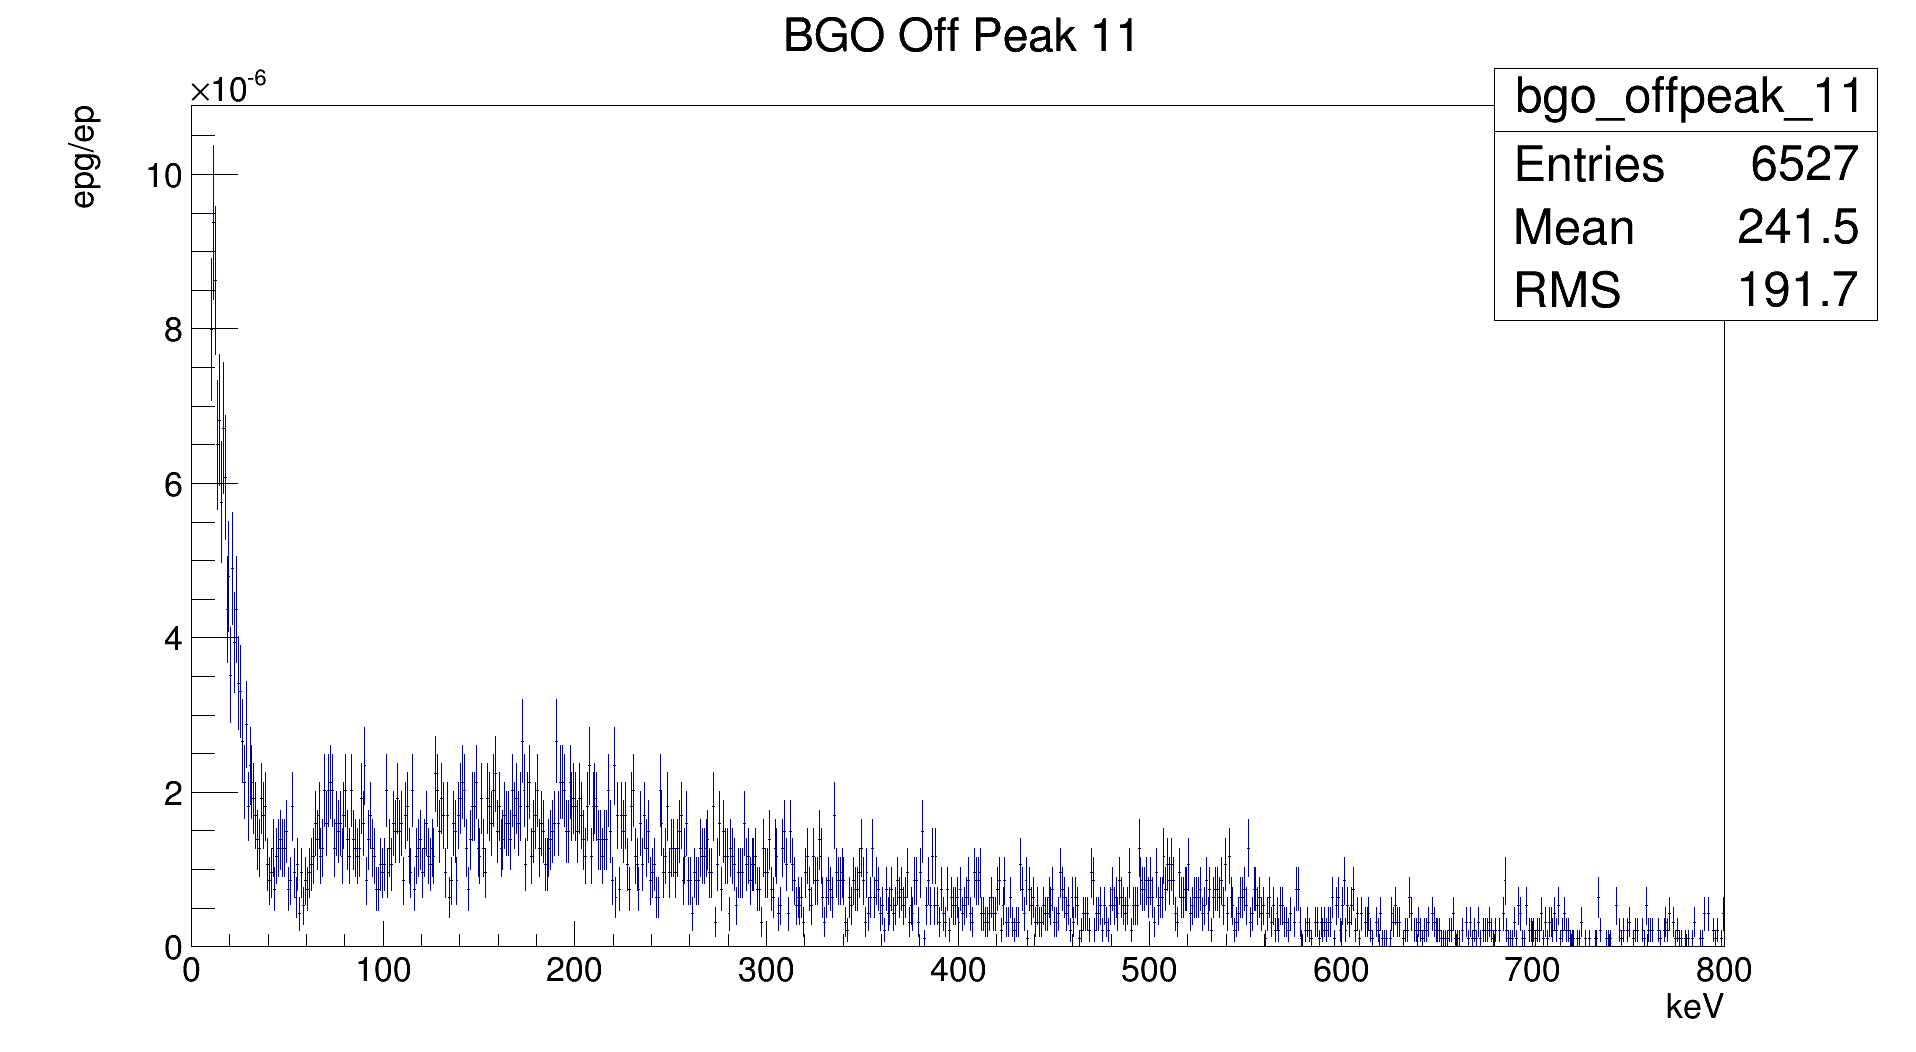 BGO Off Peak 11
×10-6
epg/ep
bgo_offpeak_11
Entries 6527
Mean 241.5
RMS 191.7
10
8
6
4
2
0
0 100 200 300 400 500 600 700 800
keV